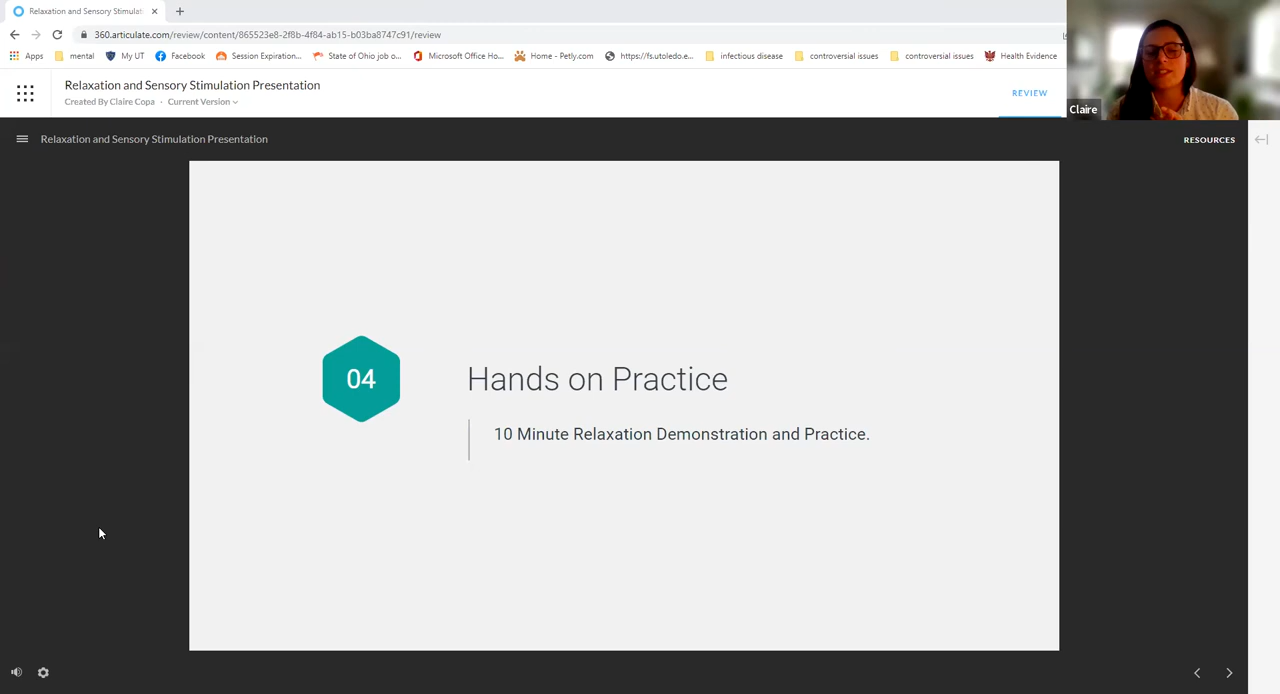 Relaxation and Sensory Stimulat
360.articulate.com/review/content/865523e8-2f8b-4f84-ab15-b03ba8747c91/review
Apps mental My UT Facebook Session Expiration... State of Ohio job o... Microsoft Office Ho... Home - Petly.com https://fs.utoledo.e... infectious disease controversial issues controversial issues Health Evidence
Relaxation and Sensory Stimulation Presentation
Created By Claire Copa · Current Version
REVIEW
Claire
Relaxation and Sensory Stimulation Presentation
RESOURCES
04
Hands on Practice
10 Minute Relaxation Demonstration and Practice.